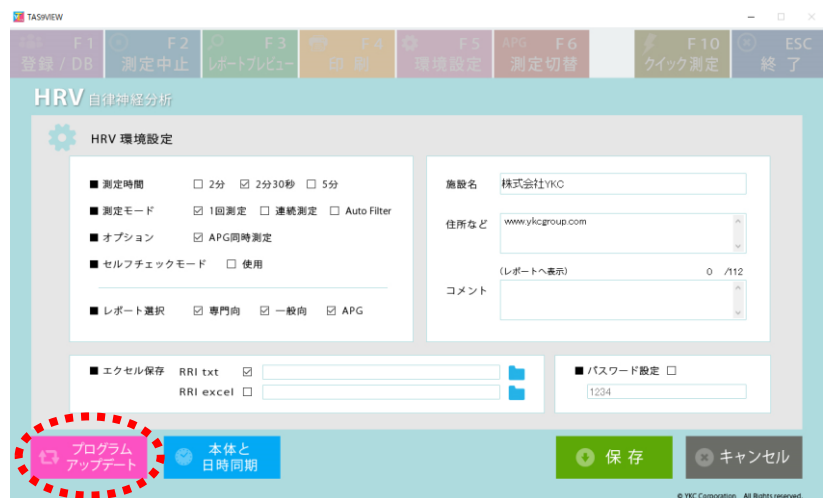 TAS9VIEW
F1 登録 / DB
F2 測定中止
F3 レポートプレビュー
F4 印 刷
F5 環境設定
APG F6 測定切替
F10 クイック測定
ESC 終 了
HRV 自律神経分析
HRV 環境設定
■ 測定時間 2分 2分30秒 5分
■ 測定モード 1回測定 連続測定 Auto Filter
■ オプション APG同時測定
■ セルフチェックモード 使用
■ レポート選択 専門向 一般向 APG
施設名 株式会社YKC
住所など www.ykcgroup.com
(レポートへ表示) 0 /112
コメント
■ エクセル保存 RRI txt
RRI excel
■ パスワード設定
1234
プログラム
アップデート
本体と
日時同期
保 存
キャンセル
© YKC Corporation All Rights reserved.